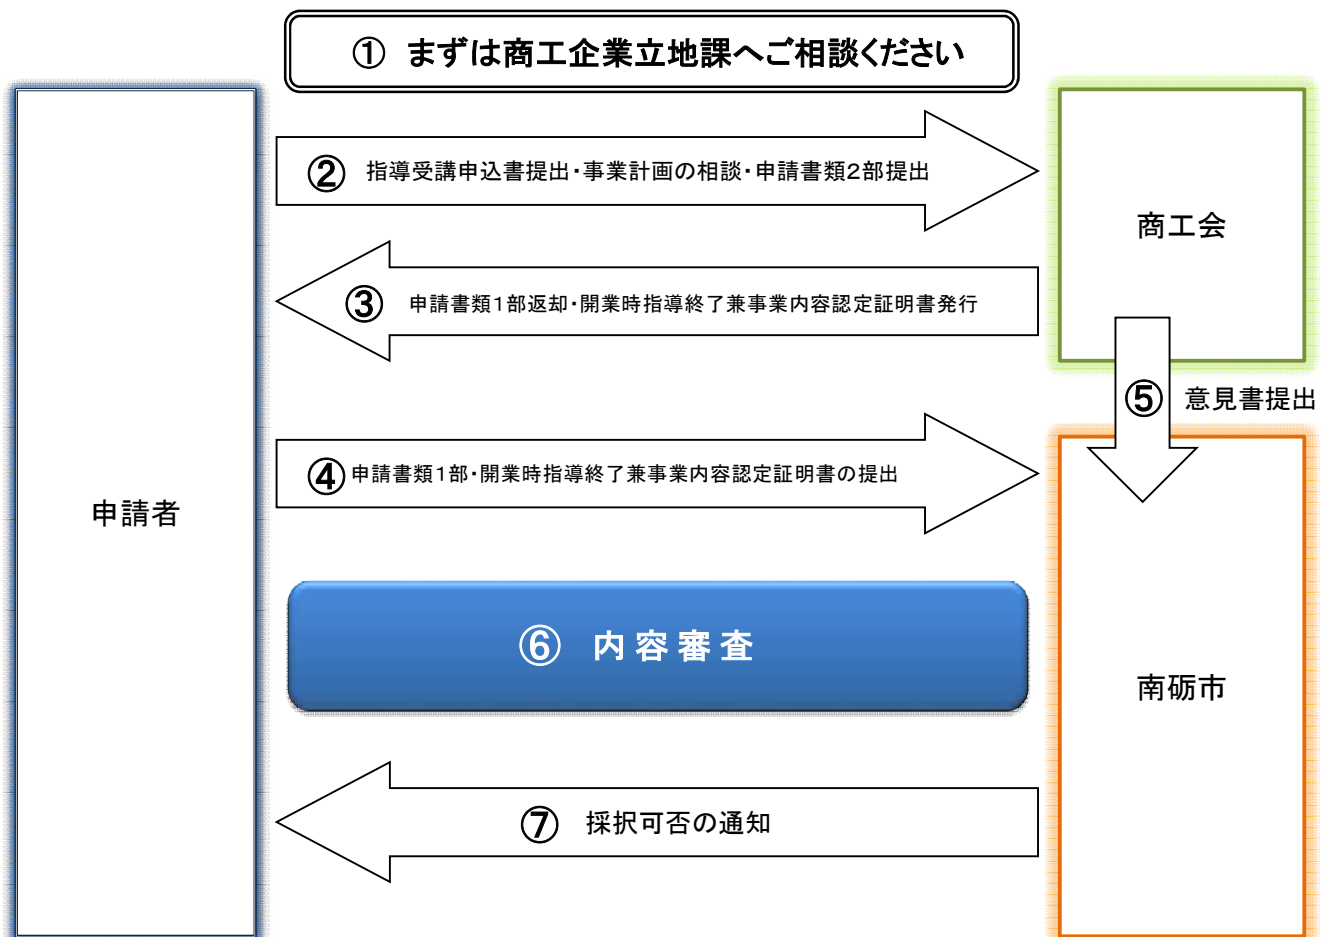 ① まずは商工企業立地課へご相談ください
② 指導受講申込書提出・事業計画の相談・申請書類2部提出
商工会
③ 申請書類1部返却・開業時指導終了兼事業内容認定証明書発行
⑤ 意見書提出
④ 申請書類1部・開業時指導終了兼事業内容認定証明書の提出
申請者
⑥ 内容審査
南砺市
⑦ 採択可否の通知